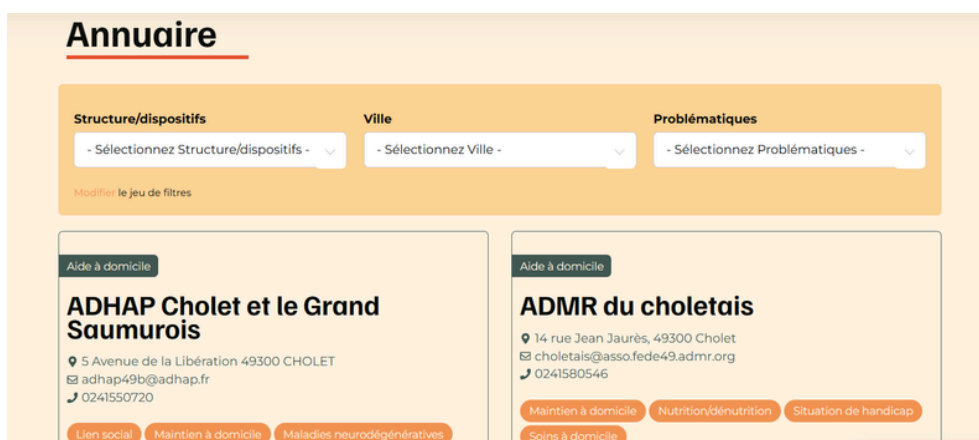 Annuaire
Structure/dispositifs
Ville
Problématiques
- Sélectionnez Structure/dispositifs -
- Sélectionnez Ville -
- Sélectionnez Problématiques -
Modifier le jeu de filtres
Aide à domicile
ADHAP Cholet et le Grand
Saumurois
5 Avenue de la Libération 49300 CHOLET
adhap49b@adhap.fr
0241550720
Lien social
Maintien à domicile
Maladies neurodégénératives
Aide à domicile
ADMR du choletais
14 rue Jean Jaurès, 49300 Cholet
choletais@asso.fede49.admr.org
0241580546
Maintien à domicile
Nutrition/dénutrition
Situation de handicap
Soins à domicile